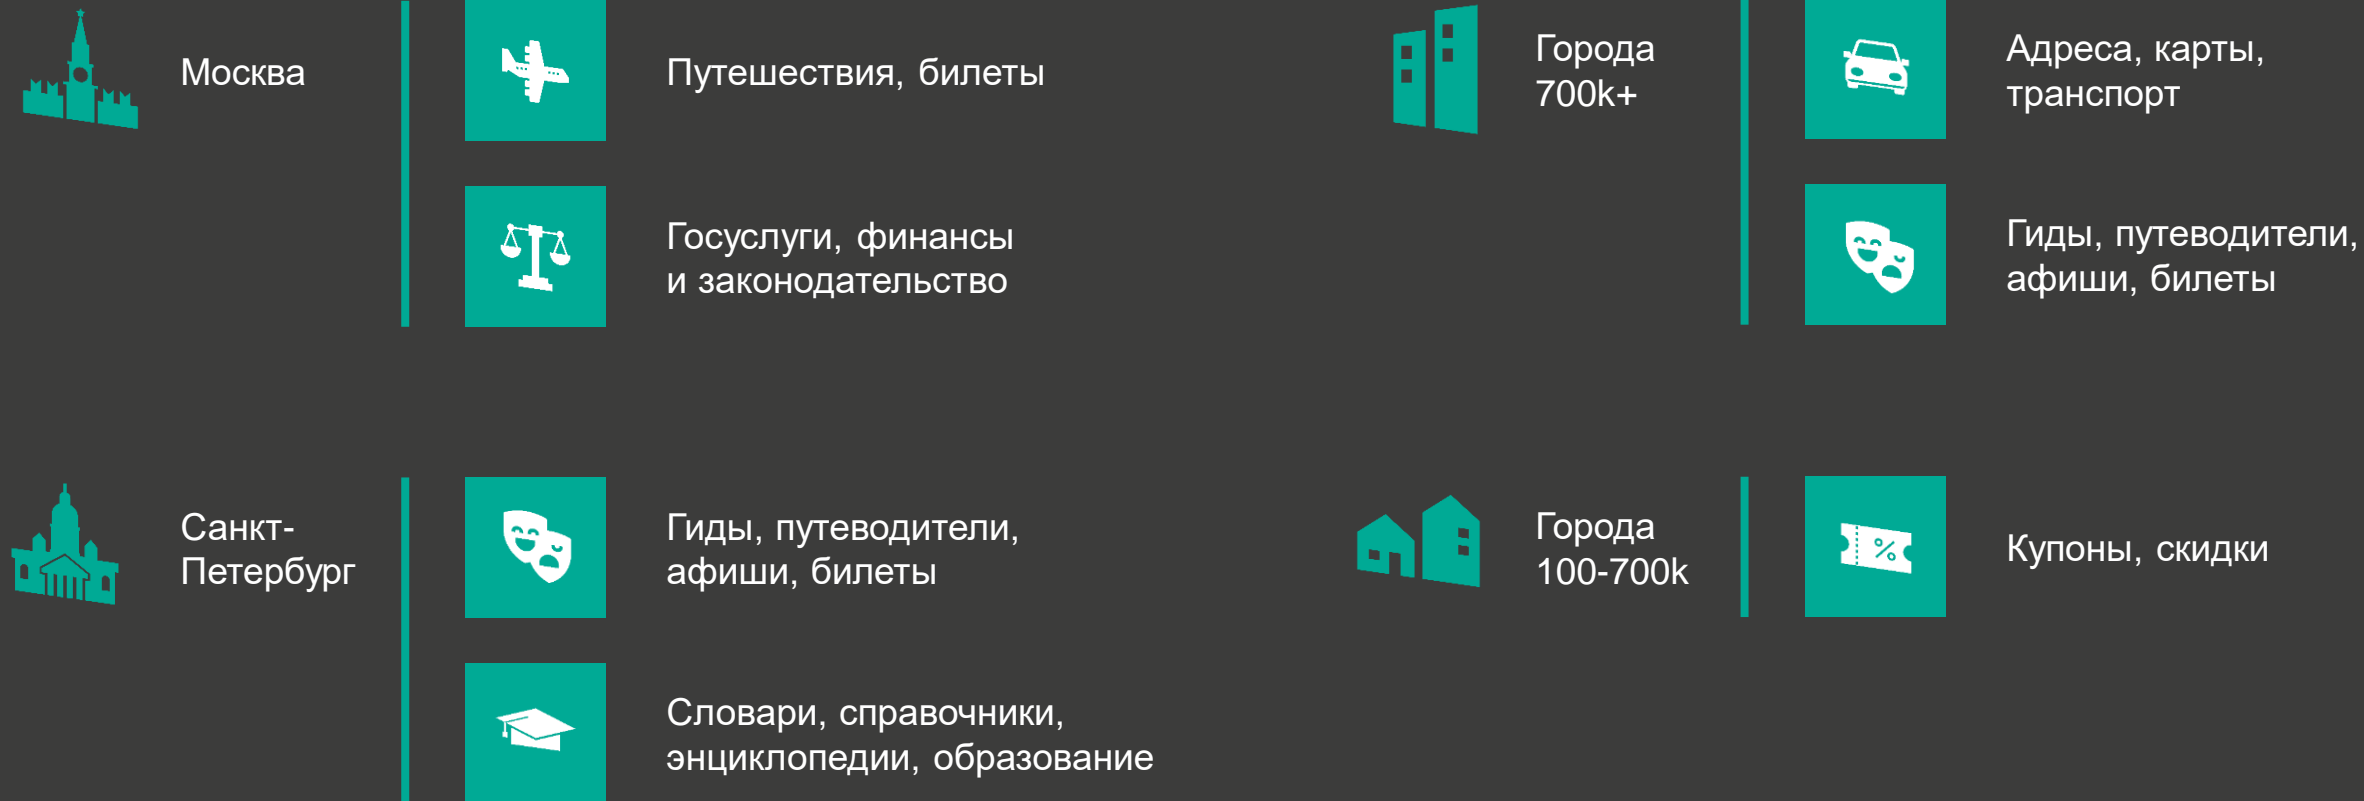 Москва
Путешествия, билеты
Госуслуги, финансы
и законодательство
Города
700k+
Адреса, карты,
транспорт
Гиды, путеводители,
афиши, билеты
Санкт-
Петербург
Гиды, путеводители,
афиши, билеты
Словари, справочники,
энциклопедии, образование
Города
100-700k
%
Купоны, скидки